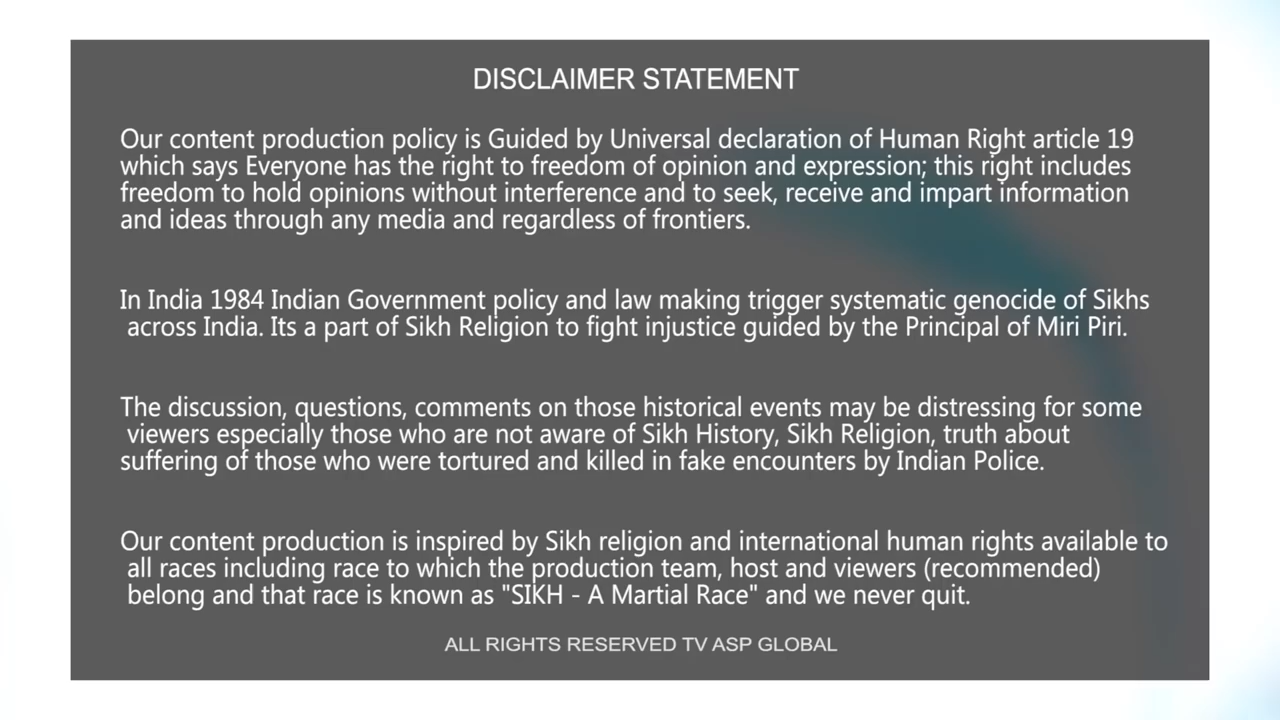 DISCLAIMER STATEMENT
Our content production policy is Guided by Universal declaration of Human Right article 19
which says Everyone has the right to freedom of opinion and expression; this right includes
freedom to hold opinions without interference and to seek, receive and impart information
and ideas through any media and regardless of frontiers.
In India 1984 Indian Government policy and law making trigger systematic genocide of Sikhs
across India. Its a part of Sikh Religion to fight injustice guided by the Principal of Miri Piri.
The discussion, questions, comments on those historical events may be distressing for some
viewers especially those who are not aware of Sikh History, Sikh Religion, truth about
suffering of those who were tortured and killed in fake encounters by Indian Police.
Our content production is inspired by Sikh religion and international human rights available to
all races including race to which the production team, host and viewers (recommended)
belong and that race is known as "SIKH - A Martial Race" and we never quit.
ALL RIGHTS RESERVED TV ASP GLOBAL